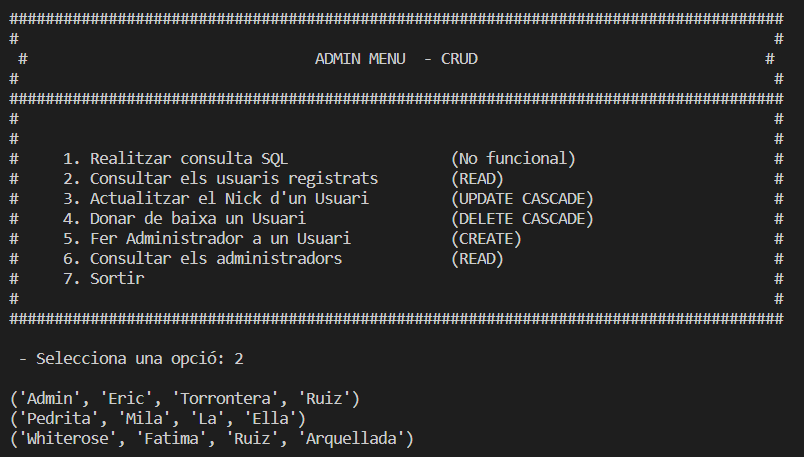 ######################################################################################
#                                                                                    #
 #                                ADMIN MENU  - CRUD                                #
#                                                                                    #
######################################################################################
#                                                                                    #
#                                                                                    #
#     1. Realitzar consulta SQL                  (No funcional)                      #
#     2. Consultar els usuaris registrats        (READ)                              #
#     3. Actualitzar el Nick d'un Usuari         (UPDATE CASCADE)                    #
#     4. Donar de baixa un Usuari                (DELETE CASCADE)                    #
#     5. Fer Administrador a un Usuari           (CREATE)                            #
#     6. Consultar els administradors            (READ)                              #
#     7. Sortir                                                                      #
#                                                                                    #
######################################################################################
 - Selecciona una opció: 2
('Admin', 'Eric', 'Torrontera', 'Ruiz')
('Pedrita', 'Mila', 'La', 'Ella')
('Whiterose', 'Fatima', 'Ruiz', 'Arquellada')